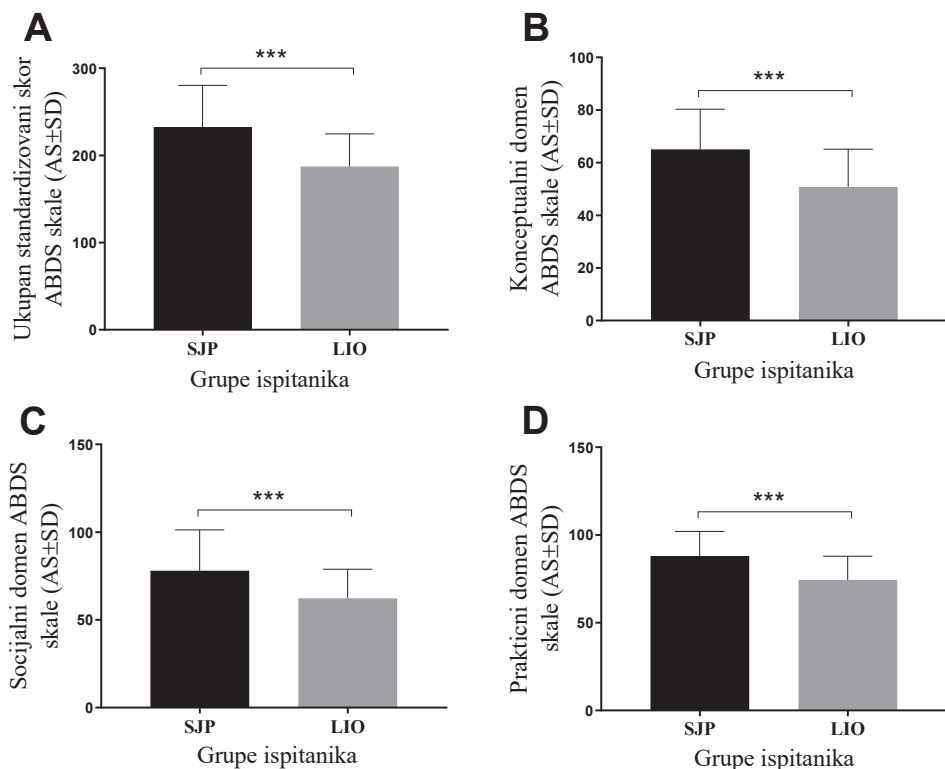 A
Ukupan standardizovani skor
ABDS skale (AS±SD)
300
200
100
0
***
SJP
LIO
Grupe ispitanika
B
Konceptualni domen
ABDS skale (AS±SD)
100
80
60
40
20
0
***
SJP
LIO
Grupe ispitanika
C
Socijalni domen ABDS
skale (AS±SD)
150
100
50
0
***
SJP
LIO
Grupe ispitanika
D
Prakticni domen ABDS
skale (AS±SD)
150
100
50
0
***
SJP
LIO
Grupe ispitanika